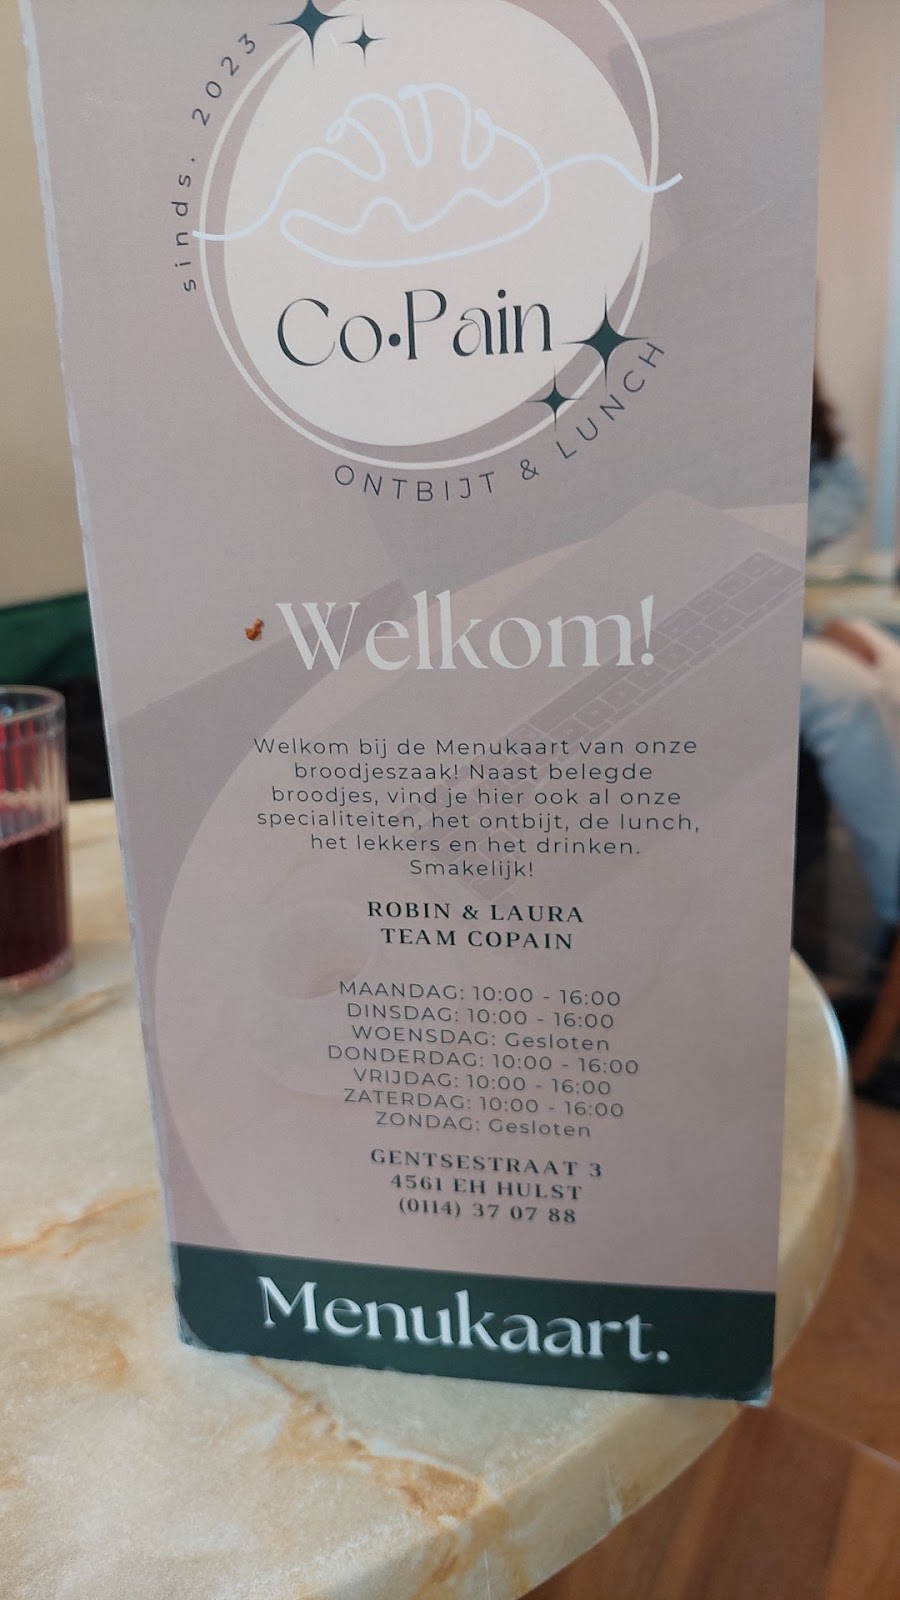 sinds. 2023
Co•Pain
ONTBIJT & LUNCH
Welkom!
Welkom bij de Menukaart van onze
broodjeszaak! Naast belegde
broodjes, vind je hier ook al onze
specialiteiten, het ontbijt, de lunch,
het lekkers en het drinken.
Smakelijk!
ROBIN & LAURA
TEAM COPAIN
MAANDAG: 10:00 - 16:00
DINSDAG: 10:00 - 16:00
WOENSDAG: Gesloten
DONDERDAG: 10:00 - 16:00
VRIJDAG: 10:00 - 16:00
ZATERDAG: 10:00 - 16:00
ZONDAG: Gesloten
GENTSESTRAAT 3
4561 EH HULST
(0114) 37 07 88
Menukaart.